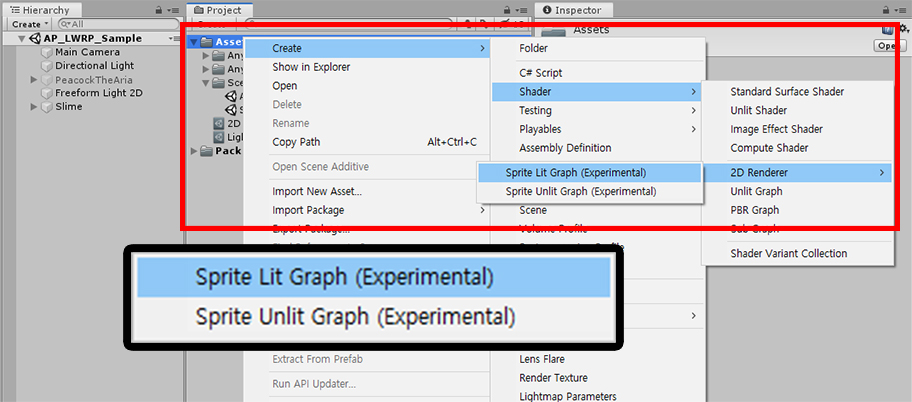 Hierarchy
Create
All
AP_LWRP_Sample
Main Camera
Directional Light
PeacockTheAria
Freeform Light 2D
Slime
Project
Asse
Any
Any
Sce
2D
Ligh
Pack
Create
Show in Explorer
Open
Delete
Rename
Copy Path Alt+Ctrl+C
Open Scene Additive
Import New Asset...
Import Package
Export Package...
Extract From Prefab
Run API Updater...
Folder
C# Script
Shader
Testing
Playables
Assembly Definition
Scene
Volume Profile
Lens Flare
Render Texture
Lightmap Parameters
Inspector
Assets
Open
Standard Surface Shader
Unlit Shader
Image Effect Shader
Compute Shader
2D Renderer
Unlit Graph
PBR Graph
Sub Graph
Shader Variant Collection
Sprite Lit Graph (Experimental)
Sprite Unlit Graph (Experimental)
Sprite Lit Graph (Experimental)
Sprite Unlit Graph (Experimental)